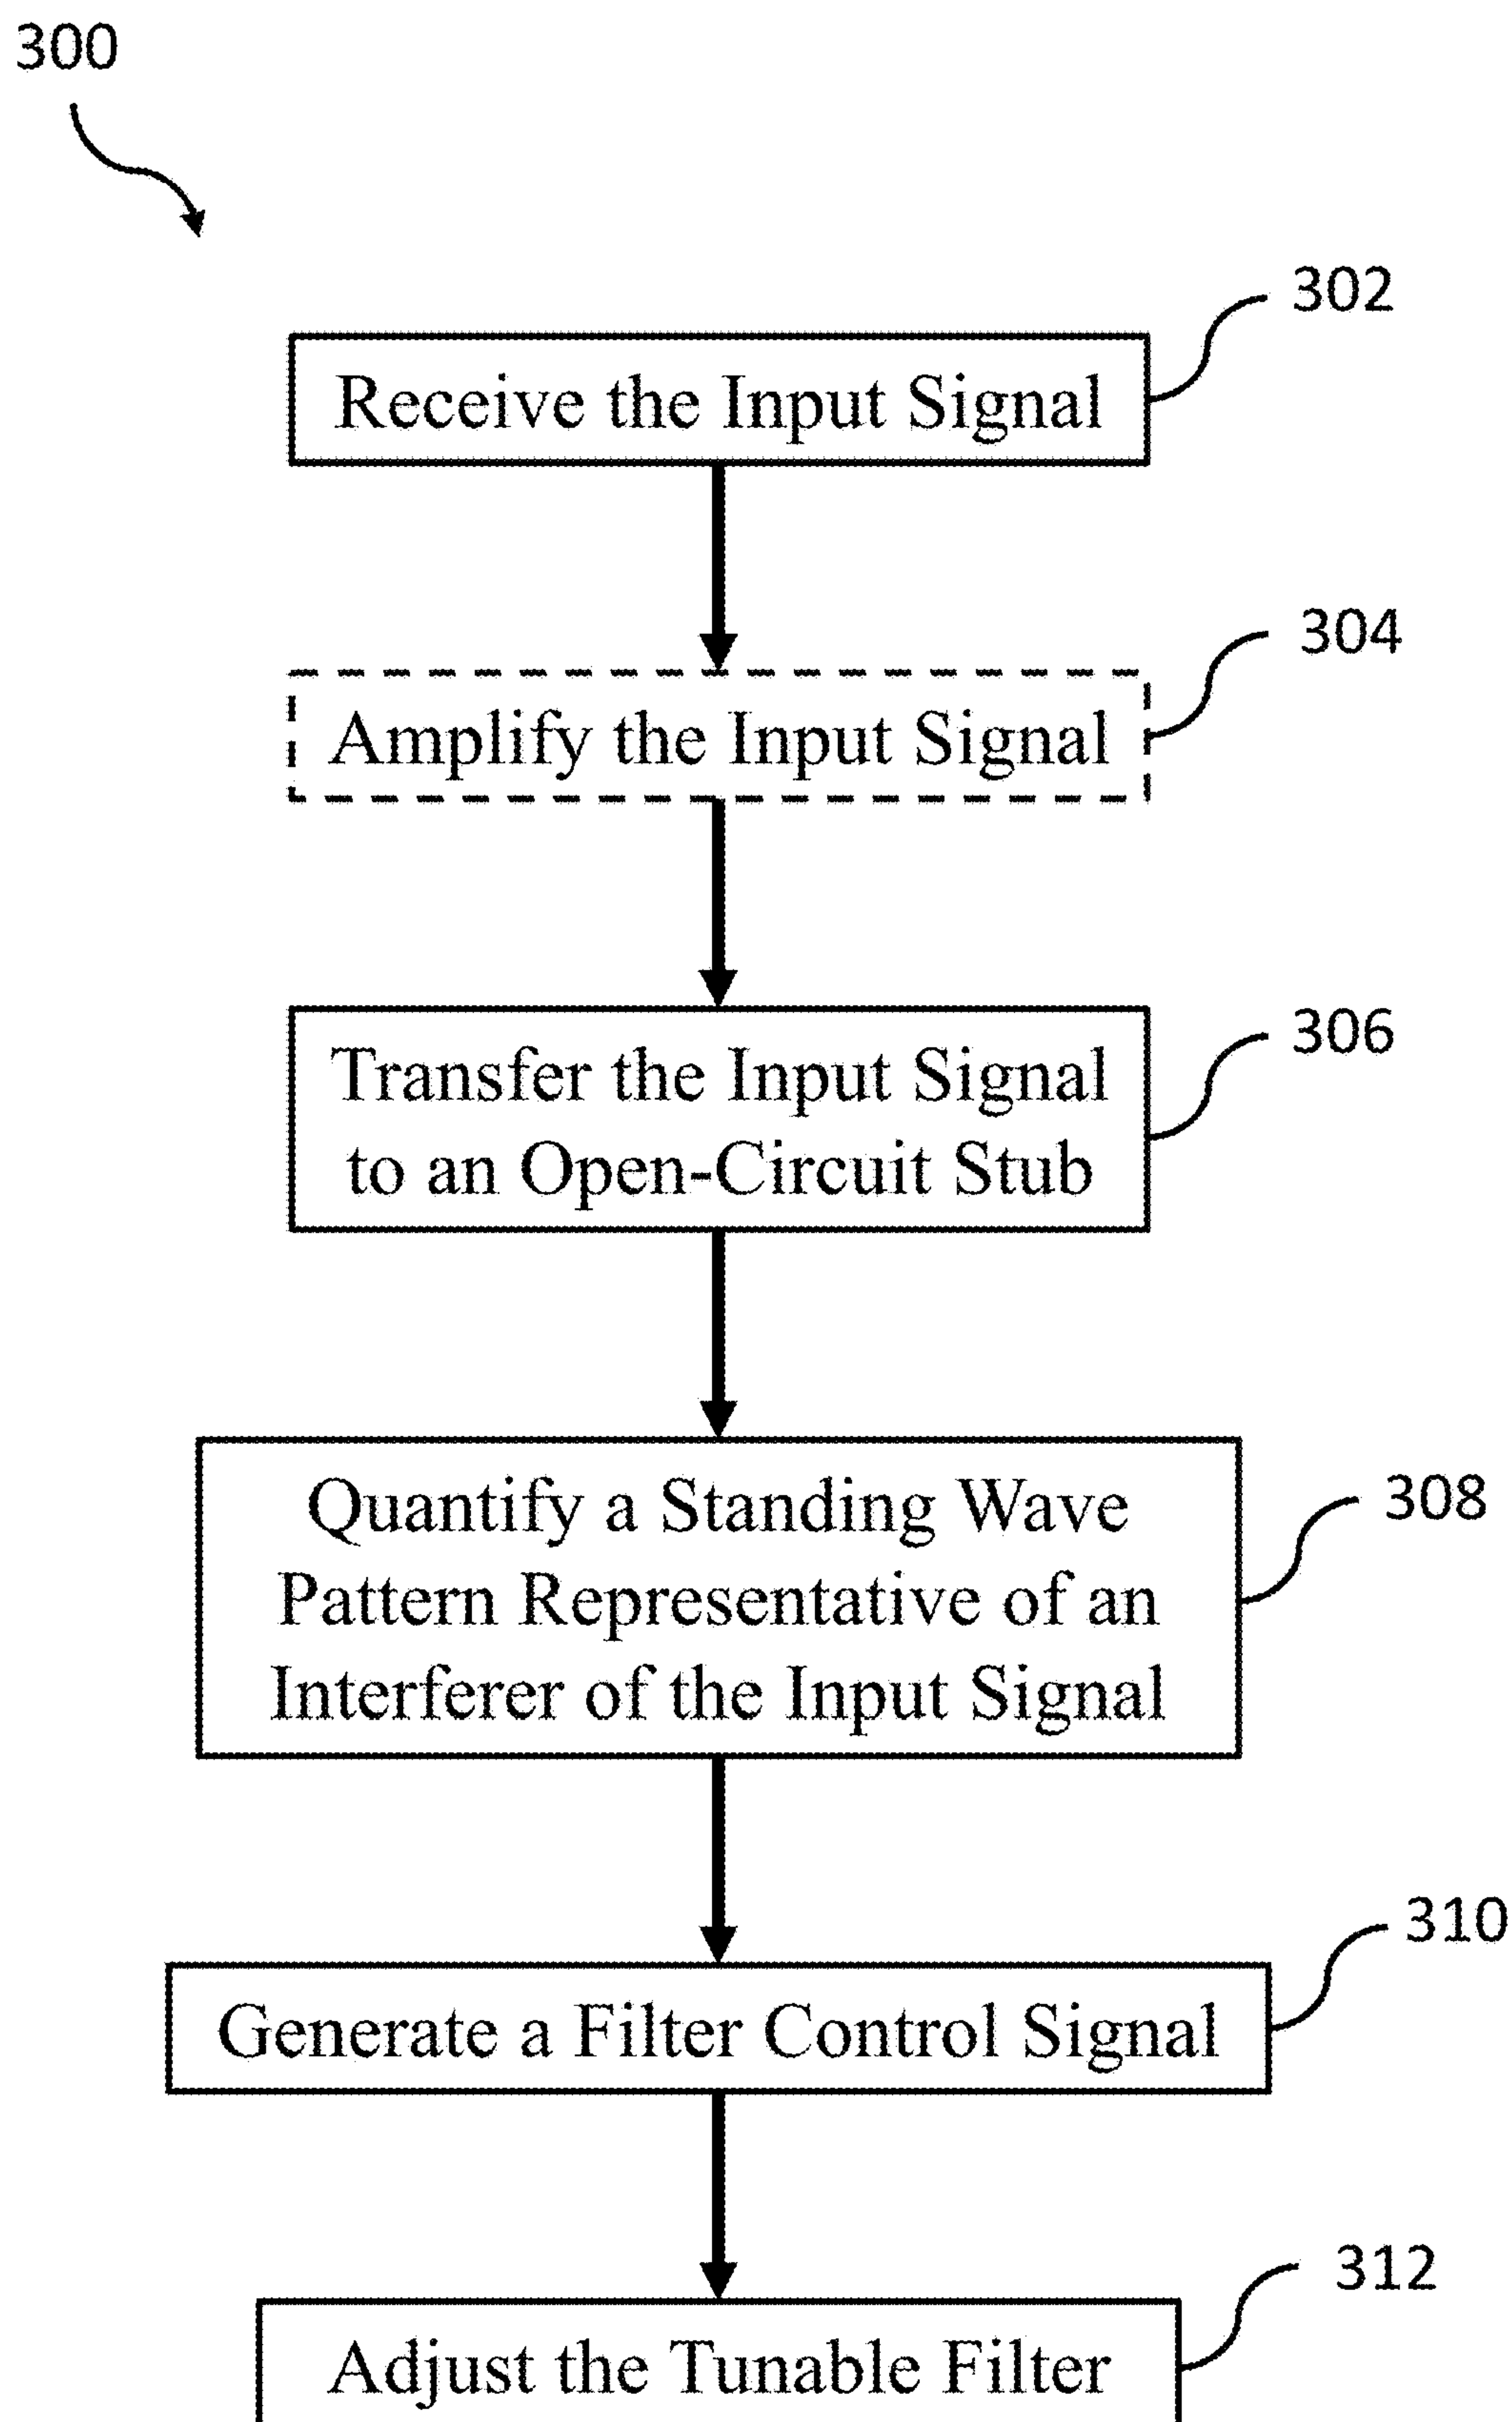 300
302
Receive the Input Signal
304
Amplify the Input Signal
306
Transfer the Input Signal
to an Open-Circuit Stub
308
Quantify a Standing Wave
Pattern Representative of an
Interferer of the Input Signal
310
Generate a Filter Control Signal
312
Adjust the Tunable Filter